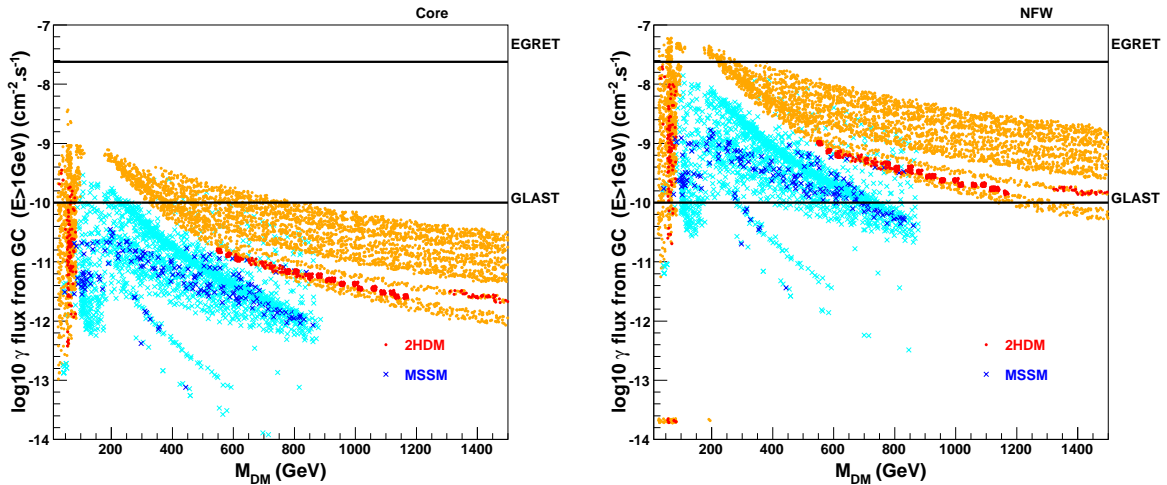 Core
-7
EGRET
-8
-9
-10
GLAST
-11
-12
-13
-14
log10 γ flux from GC (E>1GeV) (cm-2.s-1)
2HDM
MSSM
200 400 600 800 1000 1200 1400
MDM (GeV)
NFW
-7
EGRET
-8
-9
-10
GLAST
-11
-12
-13
-14
log10 γ flux from GC (E>1GeV) (cm-2.s-1)
2HDM
MSSM
200 400 600 800 1000 1200 1400
MDM (GeV)